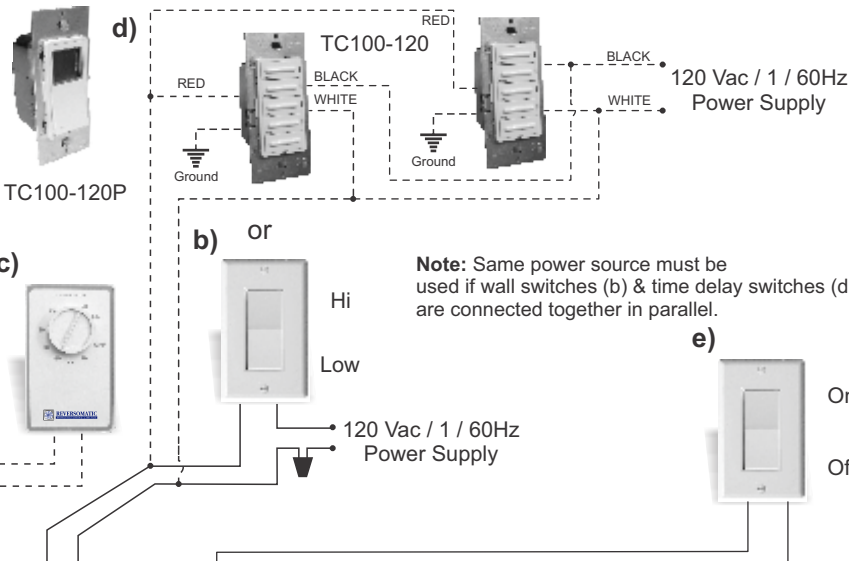 d)
RED
TC100-120
BLACK
120 Vac / 1 / 60Hz
Power Supply
RED
BLACK
WHITE
WHITE
Ground
Ground
TC100-120P
b)
or
c)
Note: Same power source must be
used if wall switches (b) & time delay switches (d
are connected together in parallel.
Hi
Low
e)
REVERSOMATIC
On
Off
120 Vac / 1 / 60Hz
Power Supply